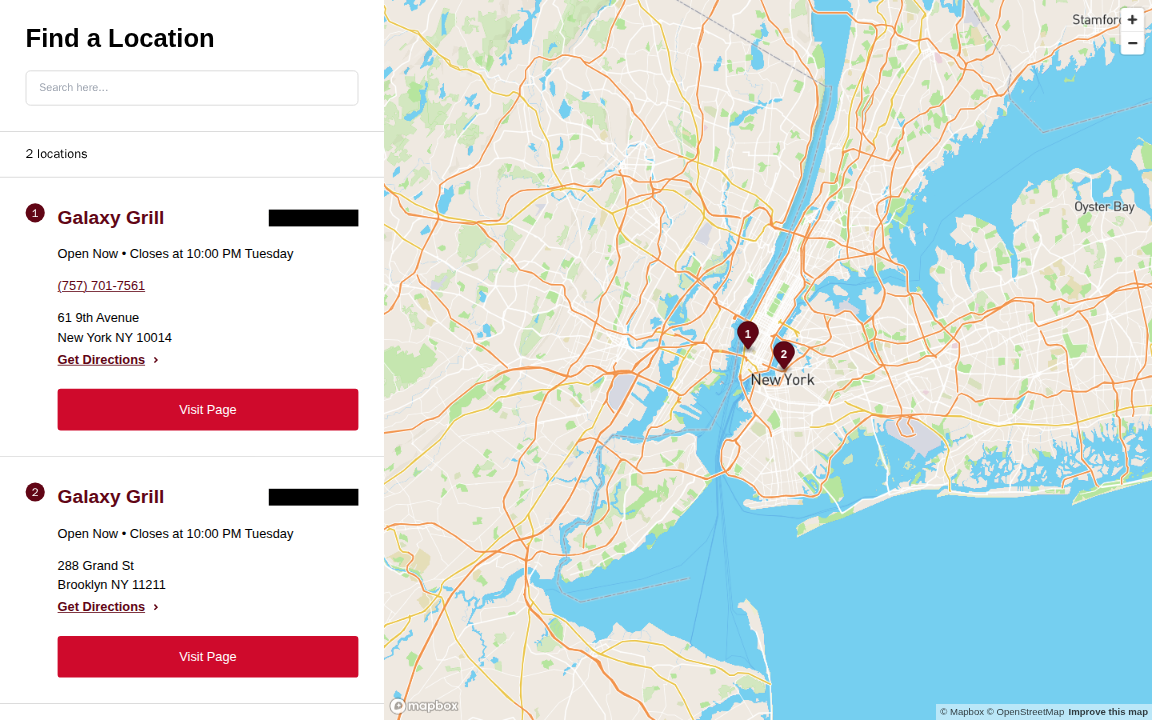 Find a Location
Search here...
2 locations
1 Galaxy Grill
Open Now • Closes at 10:00 PM Tuesday
(757) 701-7561
61 9th Avenue
New York NY 10014
Get Directions
Visit Page
2 Galaxy Grill
Open Now • Closes at 10:00 PM Tuesday
288 Grand St
Brooklyn NY 11211
Get Directions
Visit Page
Stamford
+
−
Oyster Bay
1
2
New York
mapbox
© Mapbox © OpenStreetMap Improve this map